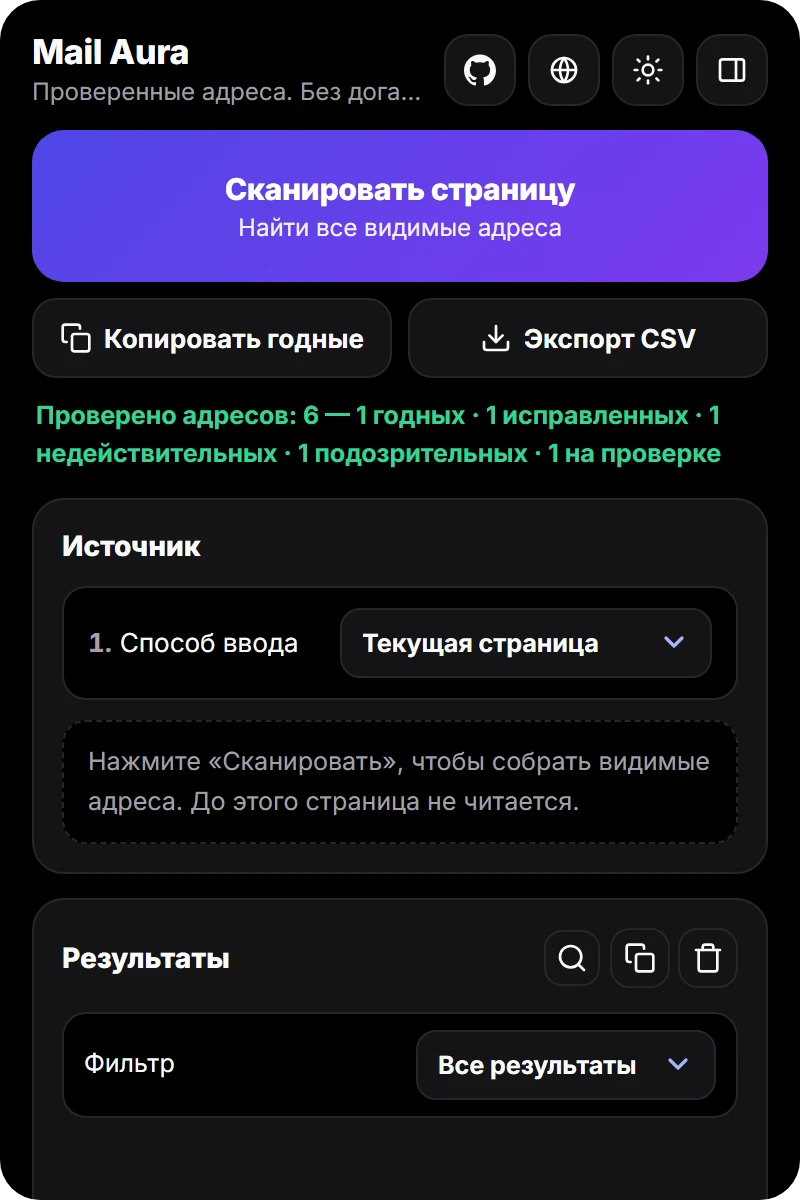 Mail Aura
Проверенные адреса. Без дога...
Сканировать страницу
Найти все видимые адреса
Копировать годные
Экспорт CSV
Проверено адресов: 6 — 1 годных · 1 исправленных · 1
недействительных · 1 подозрительных · 1 на проверке
Источник
1. Способ ввода
Текущая страница
Нажмите «Сканировать», чтобы собрать видимые
адреса. До этого страница не читается.
Результаты
Фильтр
Все результаты